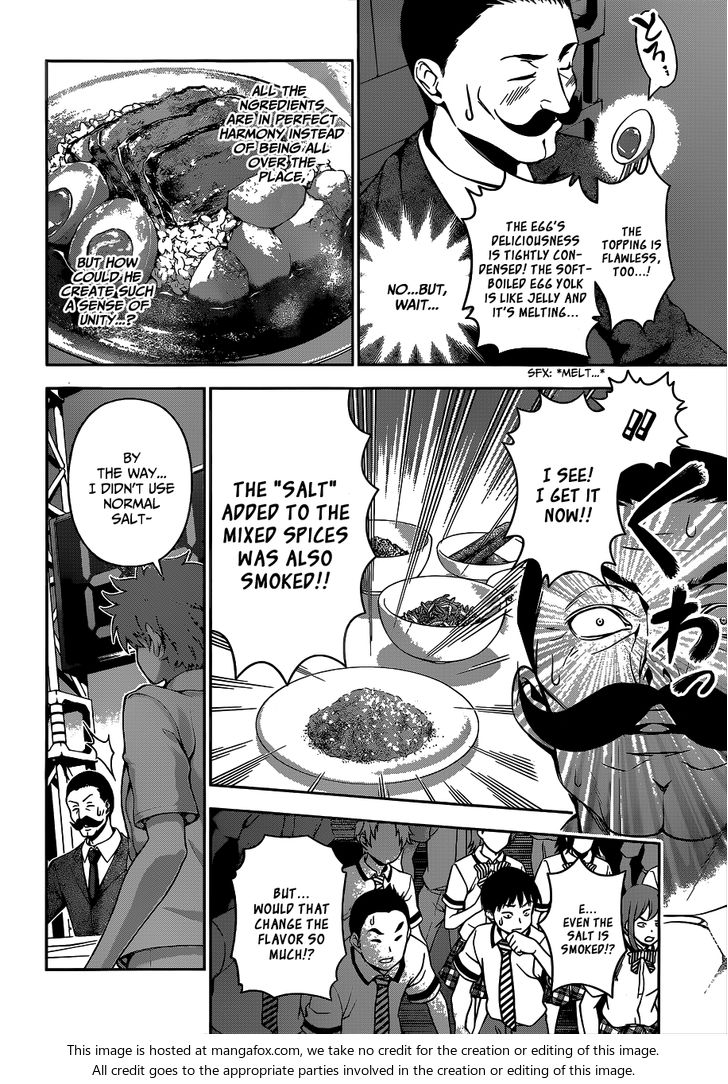 とろ…
THE
TOPPING IS
FLAWLESS,
TOO...!
THE EGG'S
DELICIOUSNESS
IS TIGHTLY CON-
DENSED! THE SOFT-
BOILED EGG YOLK
IS LIKE JELLY AND
IT'S MELTING...
SFX: *MELT...*
NO...BUT,
WAIT...
ALL THE
NGREDIENTS
ARE IN PERFECT
HARMONY INSTEAD
OF BEING ALL
OVER THE
PLACE,
BUT HOW
COULD HE
CREATE SUCH
A SENSE OF
UNITY...?
!!
I SEE!
I GET IT
NOW!!
くわっ
THE "SALT"
ADDED TO THE
MIXED SPICES
WAS ALSO
SMOKED!!
BY
THE WAY...
I DIDN'T USE
NORMAL
SALT~
E...
EVEN THE
SALT IS
SMOKED!?
BUT...
WOULD THAT
CHANGE THE
FLAVOR SO
MUCH!?
This image is hosted at mangafox.com, we take no credit for the creation or editing of this image.
All credit goes to the appropriate parties involved in the creation or editing of this image.